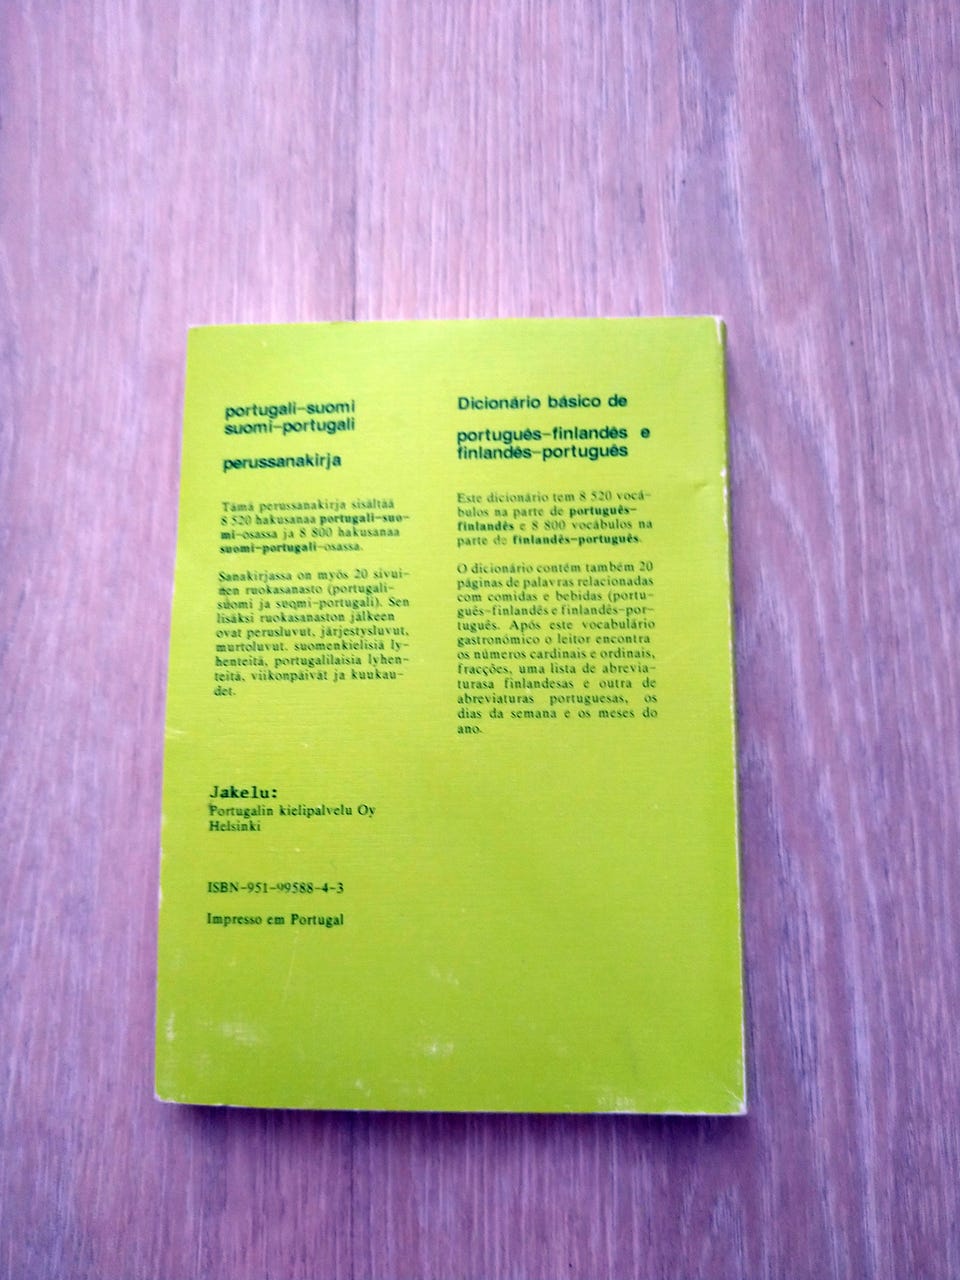 portugali-suomi
suomi-portugali
perussanakirja
Tämä perussanakirja sisältää
8 520 hakusanaa portugali-suo-
mi-osassa ja 8 800 hakusanaa
suomi-portugali-osassa.
Sanakirjassa on myös 20 sivui-
nen ruokasanasto (portugali-
suomi ja suomi-portugali). Sen
lisäksi ruokasanaston jälkeen
ovat perusluvut, järjestysluvut,
murtoluvut. suomenkielisiä ly-
henteitä, portugalilaisia lyhen-
teitä, viikonpäivät ja kuukau-
det.
Jakelu:
Portugalin kielipalvelu Oy
Helsinki
ISBN-951-99588-4-3
Impresso em Portugal
Dicionário básico de
português-finlandês e
finlandês-português
Este dicionário tem 8 520 vocá-
bulos na parte de português-
finlandês e 8 800 vocábulos na
parte de finlandês-português.
O dicionário contém também 20
páginas de palavras relacionadas
com comidas e bebidas (portu-
guês-finlandês e finlandês-por-
tuguês. Após este vocabulário
gastronómico o leitor encontra
os números cardinais e ordinais,
fracções, uma lista de abrevia-
turasa finlandesas e outra de
abreviaturas portuguesas, os
dias da semana e os meses do
ano.